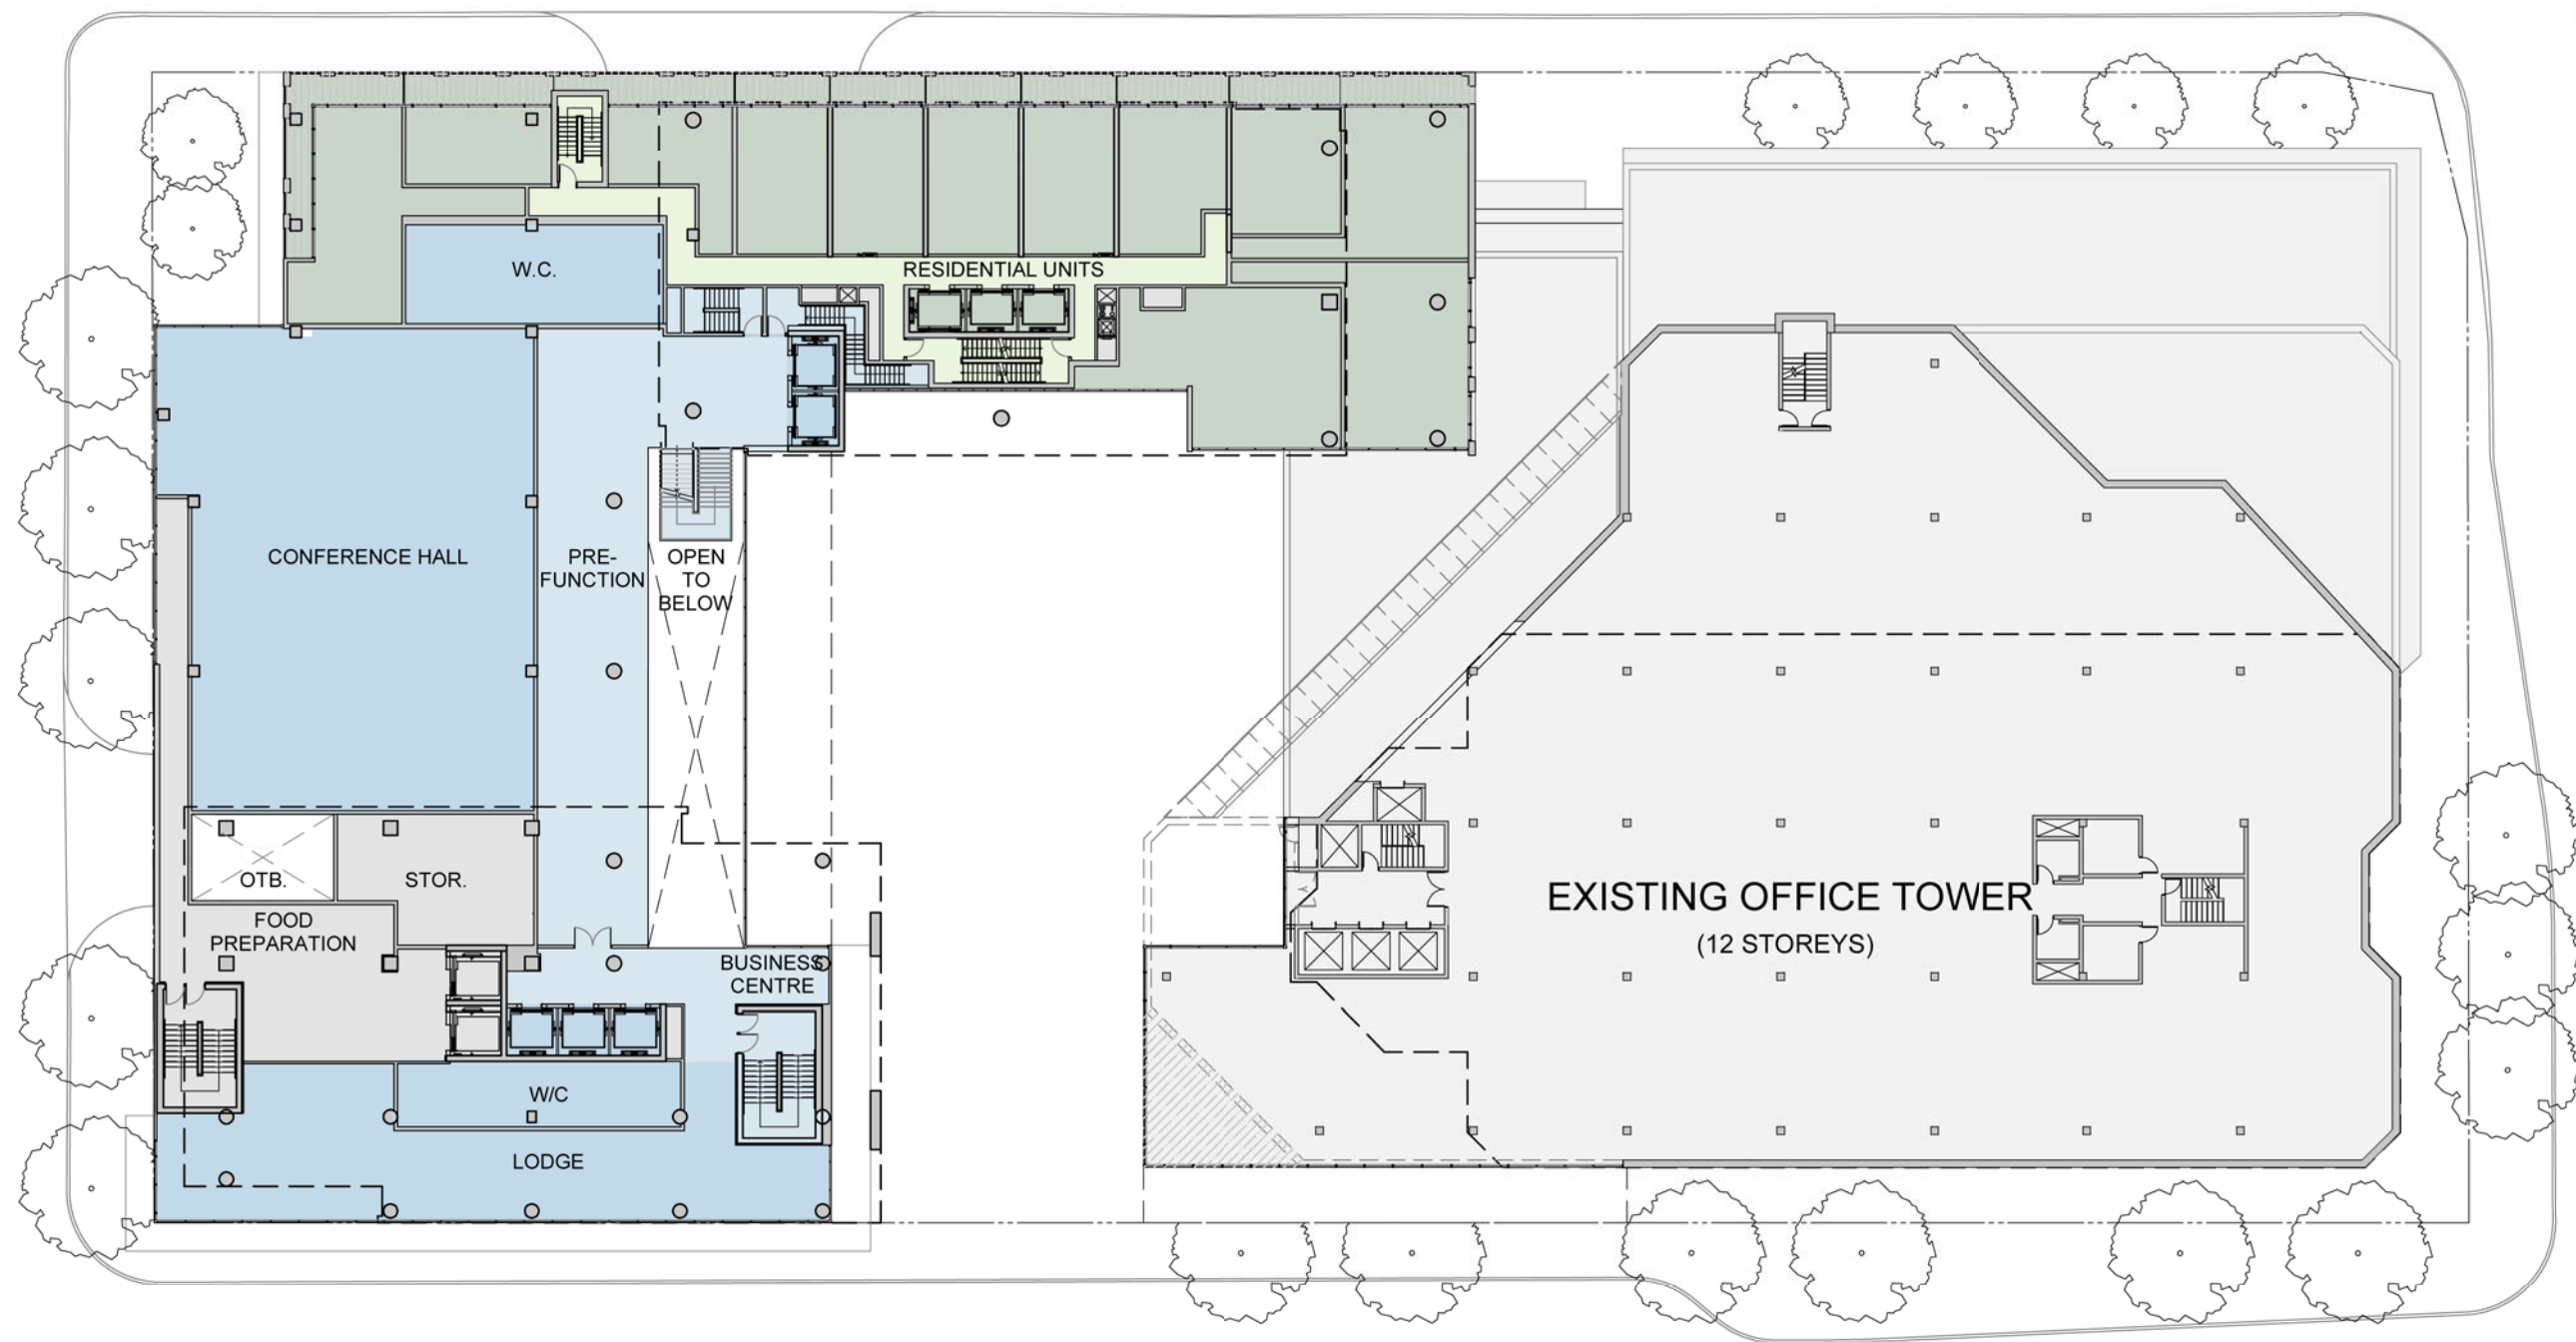 W.C.
RESIDENTIAL UNITS
CONFERENCE HALL
PRE-
FUNCTION
OPEN
TO
BELOW
OTB.
STOR.
FOOD
PREPARATION
BUSINESS
CENTRE
W/C
LODGE
EXISTING OFFICE TOWER
(12 STOREYS)